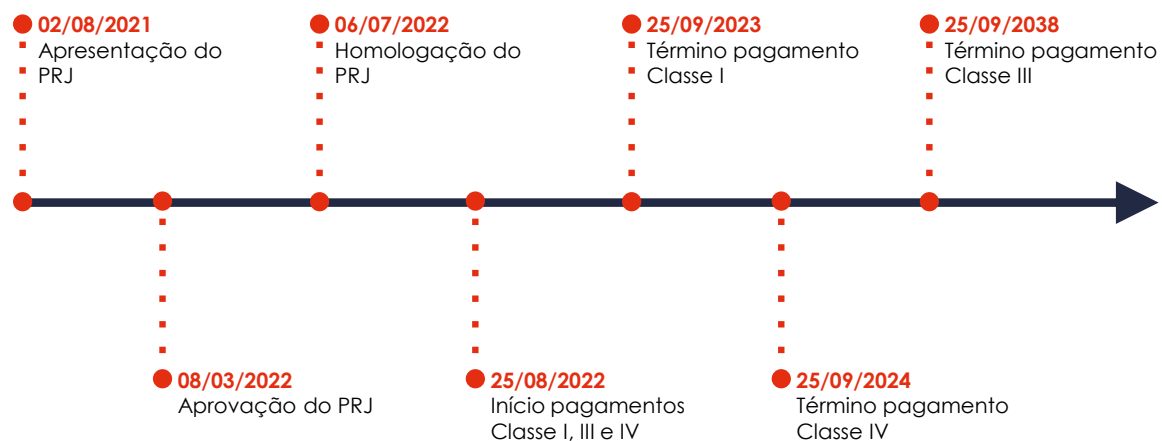 02/08/2021
Apresentação do
PRJ
06/07/2022
Homologação do
PRJ
25/09/2023
Término pagamento
Classe I
25/09/2038
Término pagamento
Classe III
08/03/2022
Aprovação do PRJ
25/08/2022
Início pagamentos
Classe I, III e IV
25/09/2024
Término pagamento
Classe IV